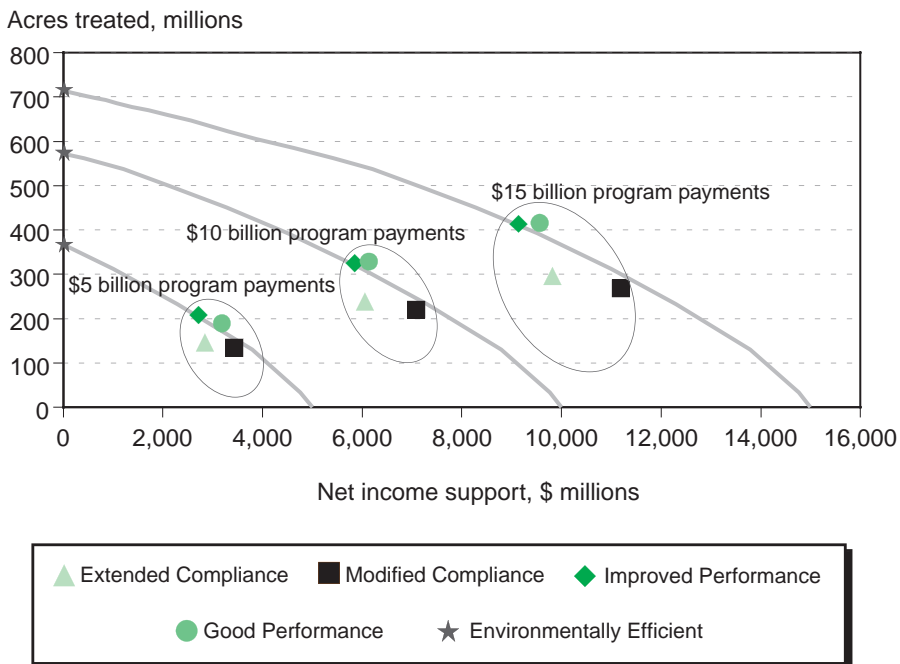 Acres treated, millions
800
700
600
500
400
300
200
100
0
$15 billion program payments
$10 billion program payments
$5 billion program payments
0 2,000 4,000 6,000 8,000 10,000 12,000 14,000 16,000
Net income support, $ millions
Extended Compliance Modified Compliance Improved Performance
Good Performance Environmentally Efficient